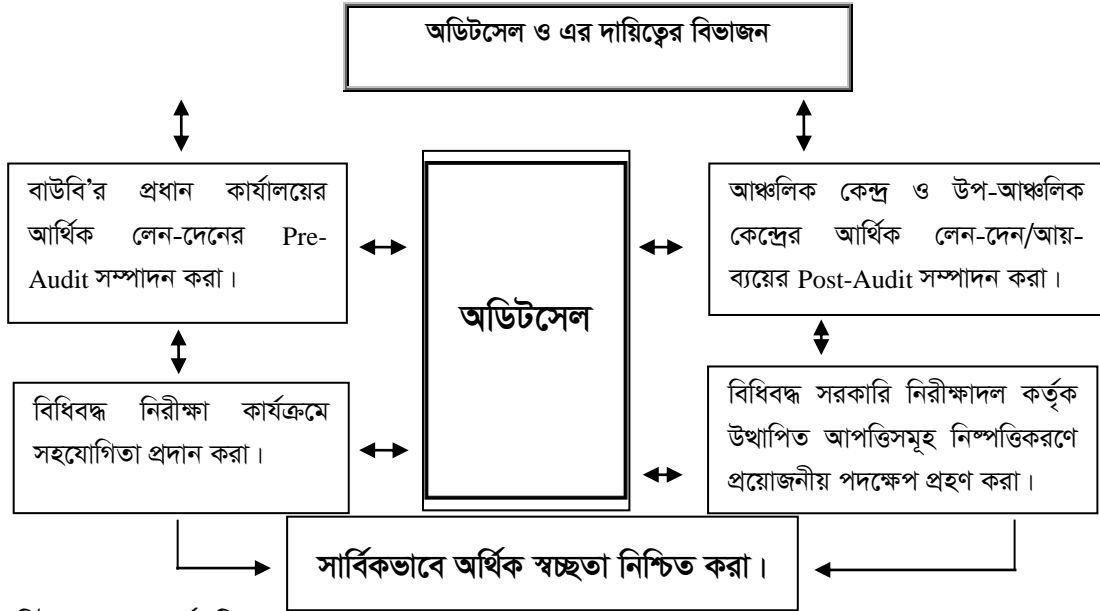 অডিটসেল ও এর দায়িত্বের বিভাজন
বাউবি’র প্রধান কার্যালয়ের
আর্থিক লেন-দেনের Pre-
Audit সম্পাদন করা।
আঞ্চলিক কেন্দ্র ও উপ-আঞ্চলিক
কেন্দ্রের আর্থিক লেন-দেন/আয়-
ব্যয়ের Post-Audit সম্পাদন করা।
অডিটসেল
বিধিবদ্ধ নিরীক্ষা কার্যক্রমে
সহযোগিতা প্রদান করা।
বিধিবদ্ধ সরকারি নিরীক্ষাদল কর্তৃক
উত্থাপিত আপত্তিসমূহ নিষ্পত্তিকরণে
প্রয়োজনীয় পদক্ষেপ গ্রহণ করা।
সার্বিকভাবে অর্থিক স্বচ্ছতা নিশ্চিত করা।